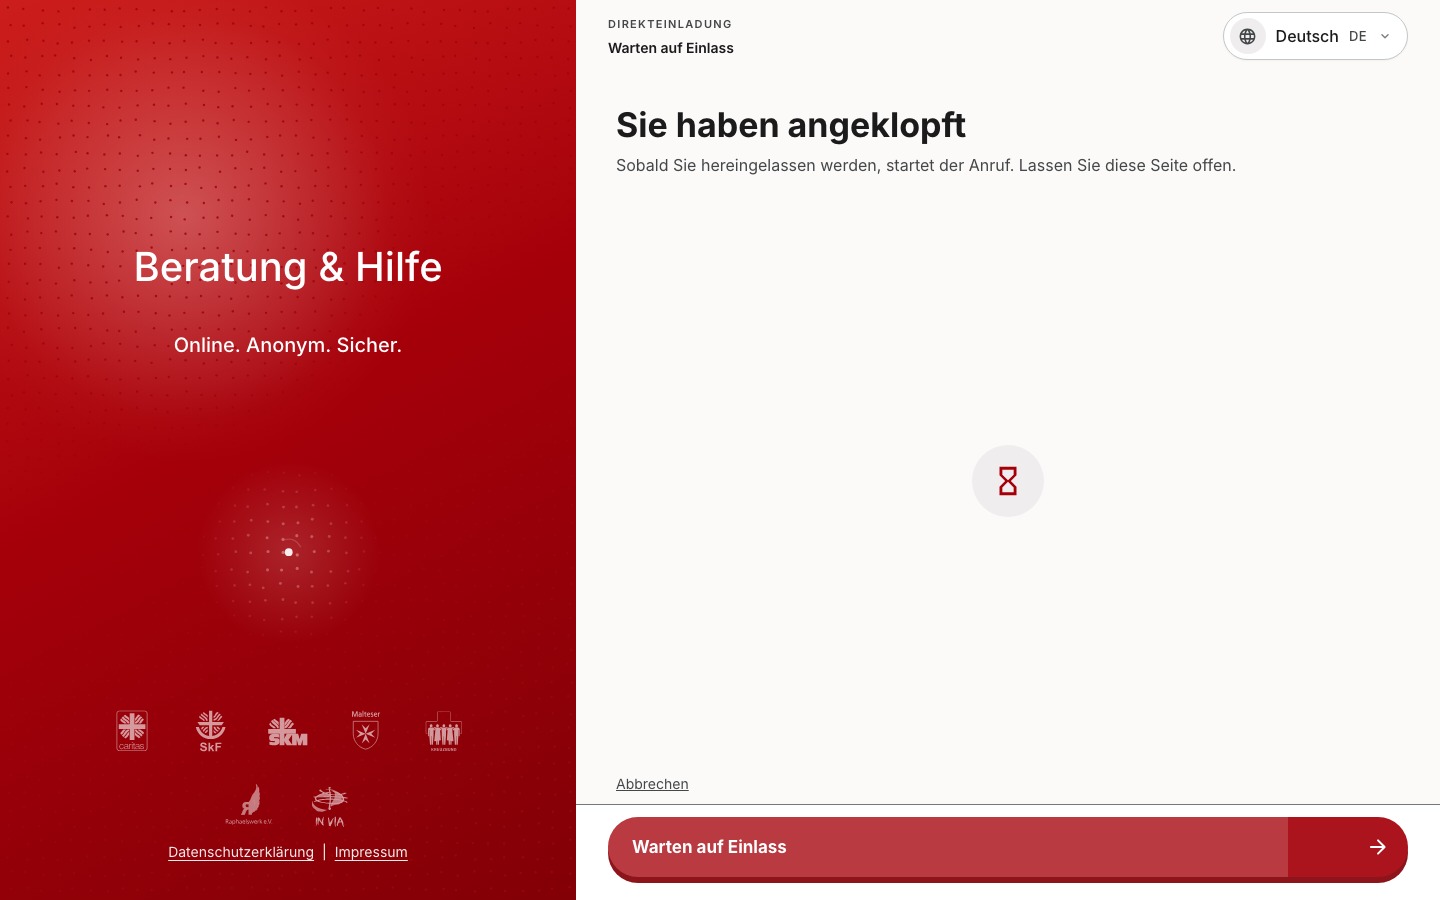 Beratung & Hilfe
Online. Anonym. Sicher.
caritas
SkF
SKM
Malteser
KREUZBUND
Raphaelswerk e.V.
IN VIA
Datenschutzerklärung | Impressum
DIREKTEINLADUNG
Warten auf Einlass
Deutsch DE
Sie haben angeklopft
Sobald Sie hereingelassen werden, startet der Anruf. Lassen Sie diese Seite offen.
Abbrechen
Warten auf Einlass